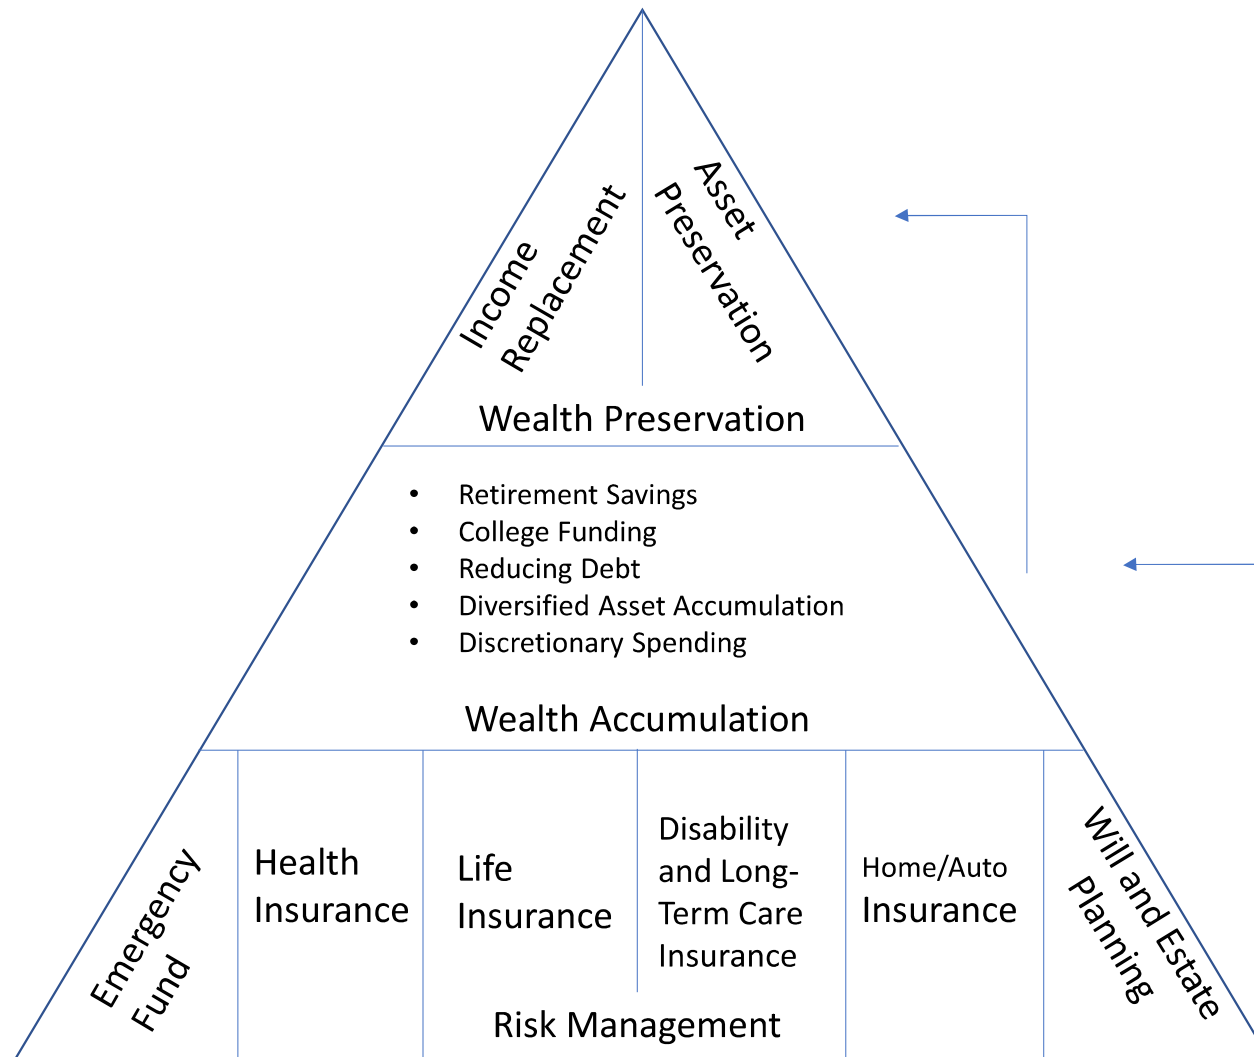 Income
Replacement
Asset
Preservation
Wealth Preservation
• Retirement Savings
• College Funding
• Reducing Debt
• Diversified Asset Accumulation
• Discretionary Spending
Wealth Accumulation
Emergency
Fund
Health
Insurance
Life
Insurance
Disability
and Long-
Term Care
Insurance
Home/Auto
Insurance
Will and Estate
Planning
Risk Management